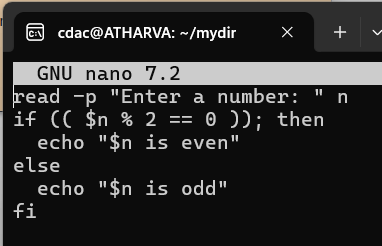 cdac@ATHARVA: ~/mydir
GNU nano 7.2
read -p "Enter a number: " n
if (( $n % 2 == 0 )); then
  echo "$n is even"
else
  echo "$n is odd"
fi